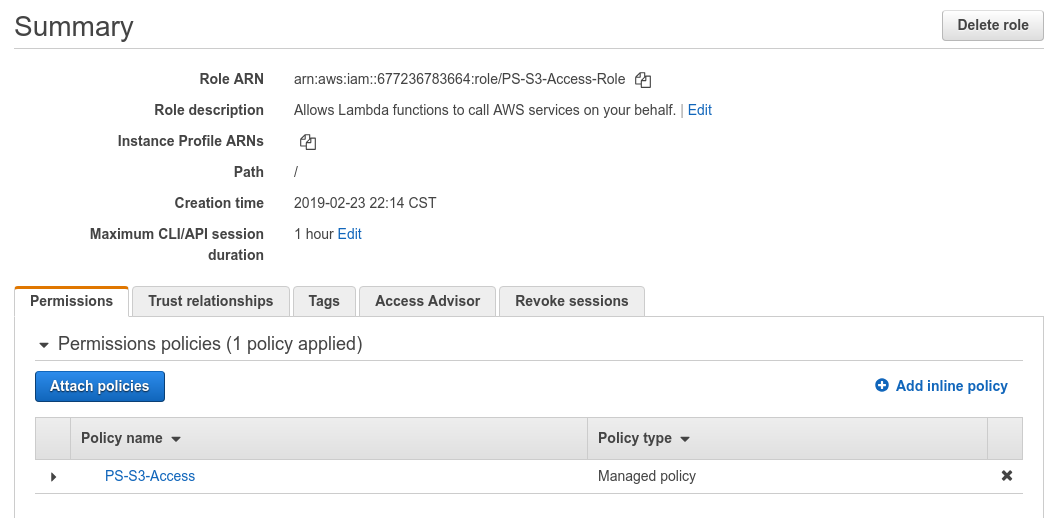 Summary
Delete role
Role ARN arn:aws:iam::677236783664:role/PS-S3-Access-Role
Role description Allows Lambda functions to call AWS services on your behalf. | Edit
Instance Profile ARNs
Path /
Creation time 2019-02-23 22:14 CST
Maximum CLI/API session 1 hour Edit
duration
Permissions Trust relationships Tags Access Advisor Revoke sessions
Permissions policies (1 policy applied)
Attach policies Add inline policy
Policy name Policy type
PS-S3-Access Managed policy